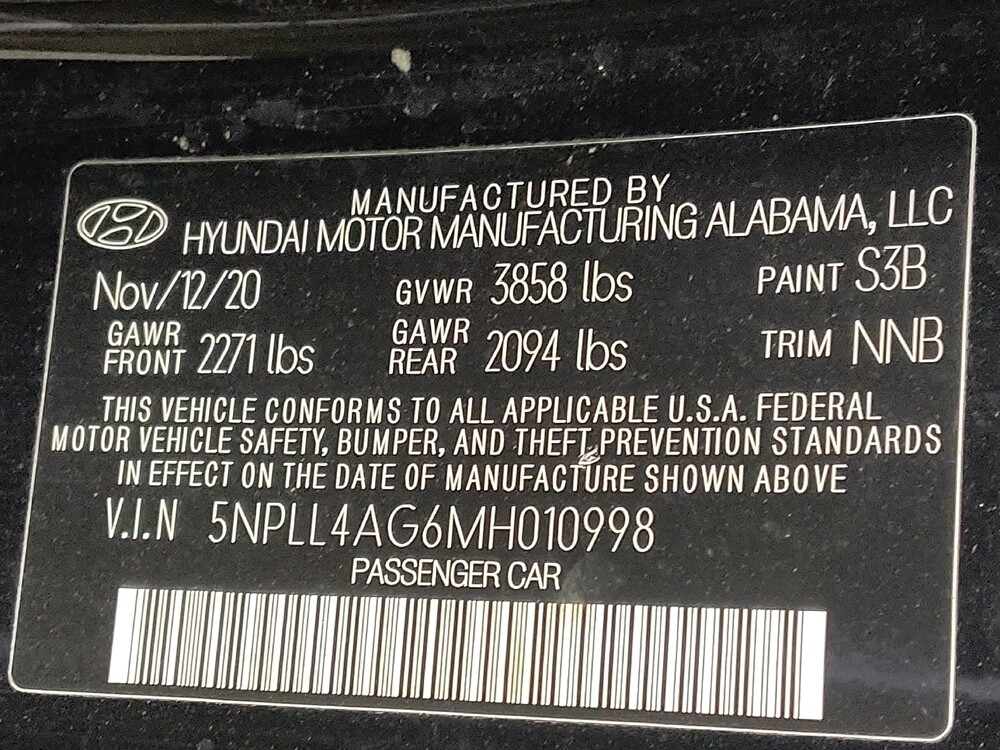 MANUFACTURED BY
HYUNDAI MOTOR MANUFACTURING ALABAMA, LLC
Nov/12/20 GVWR 3858 lbs PAINT S3B
GAWR FRONT 2271 lbs GAWR REAR 2094 lbs TRIM NNB
THIS VEHICLE CONFORMS TO ALL APPLICABLE U.S.A. FEDERAL
MOTOR VEHICLE SAFETY, BUMPER, AND THEFT PREVENTION STANDARDS
IN EFFECT ON THE DATE OF MANUFACTURE SHOWN ABOVE
V.I.N 5NPLL4AG6MH010998
PASSENGER CAR